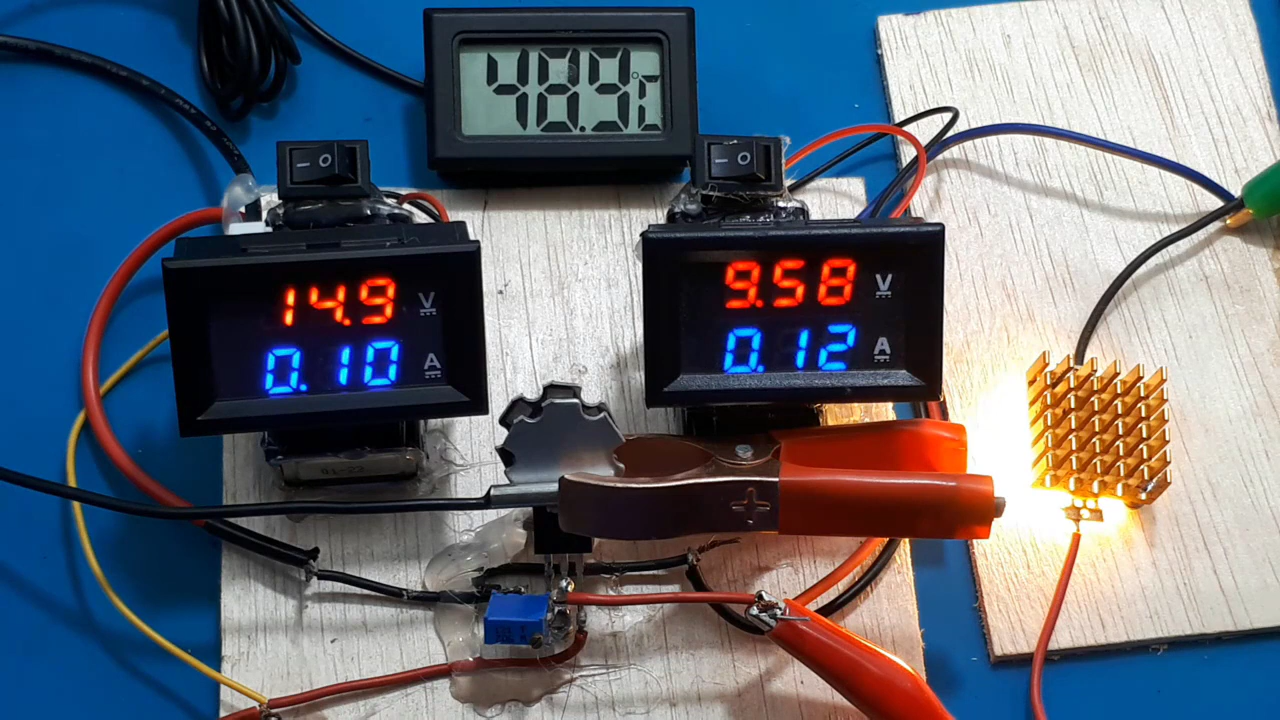 48.9°C
– O
– O
14.9 V
0.10 A
9.58 V
0.12 A
+